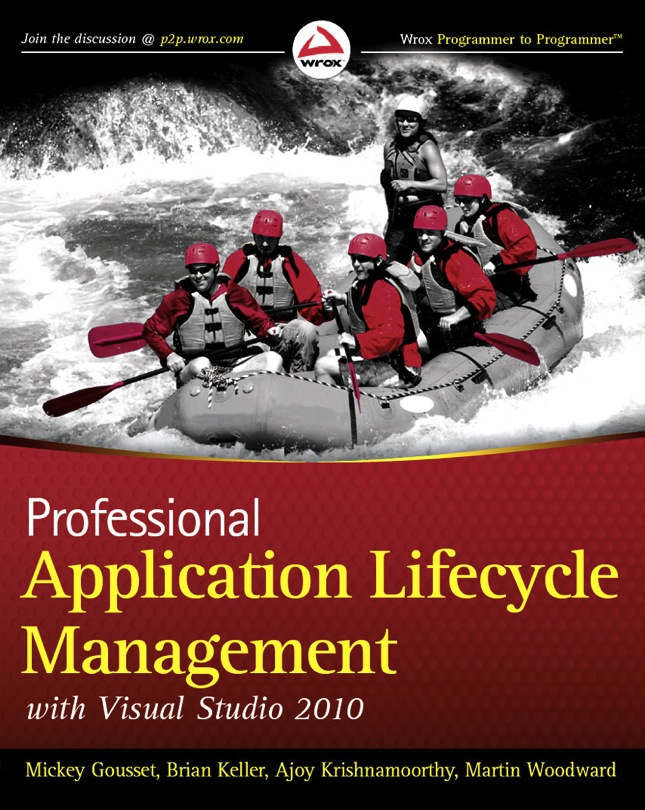 Join the discussion @ p2p.wrox.com
Wrox Programmer to Programmer™
wrox
Professional
Application Lifecycle
Management
with Visual Studio 2010
Mickey Gousset, Brian Keller, Ajoy Krishnamoorthy, Martin Woodward